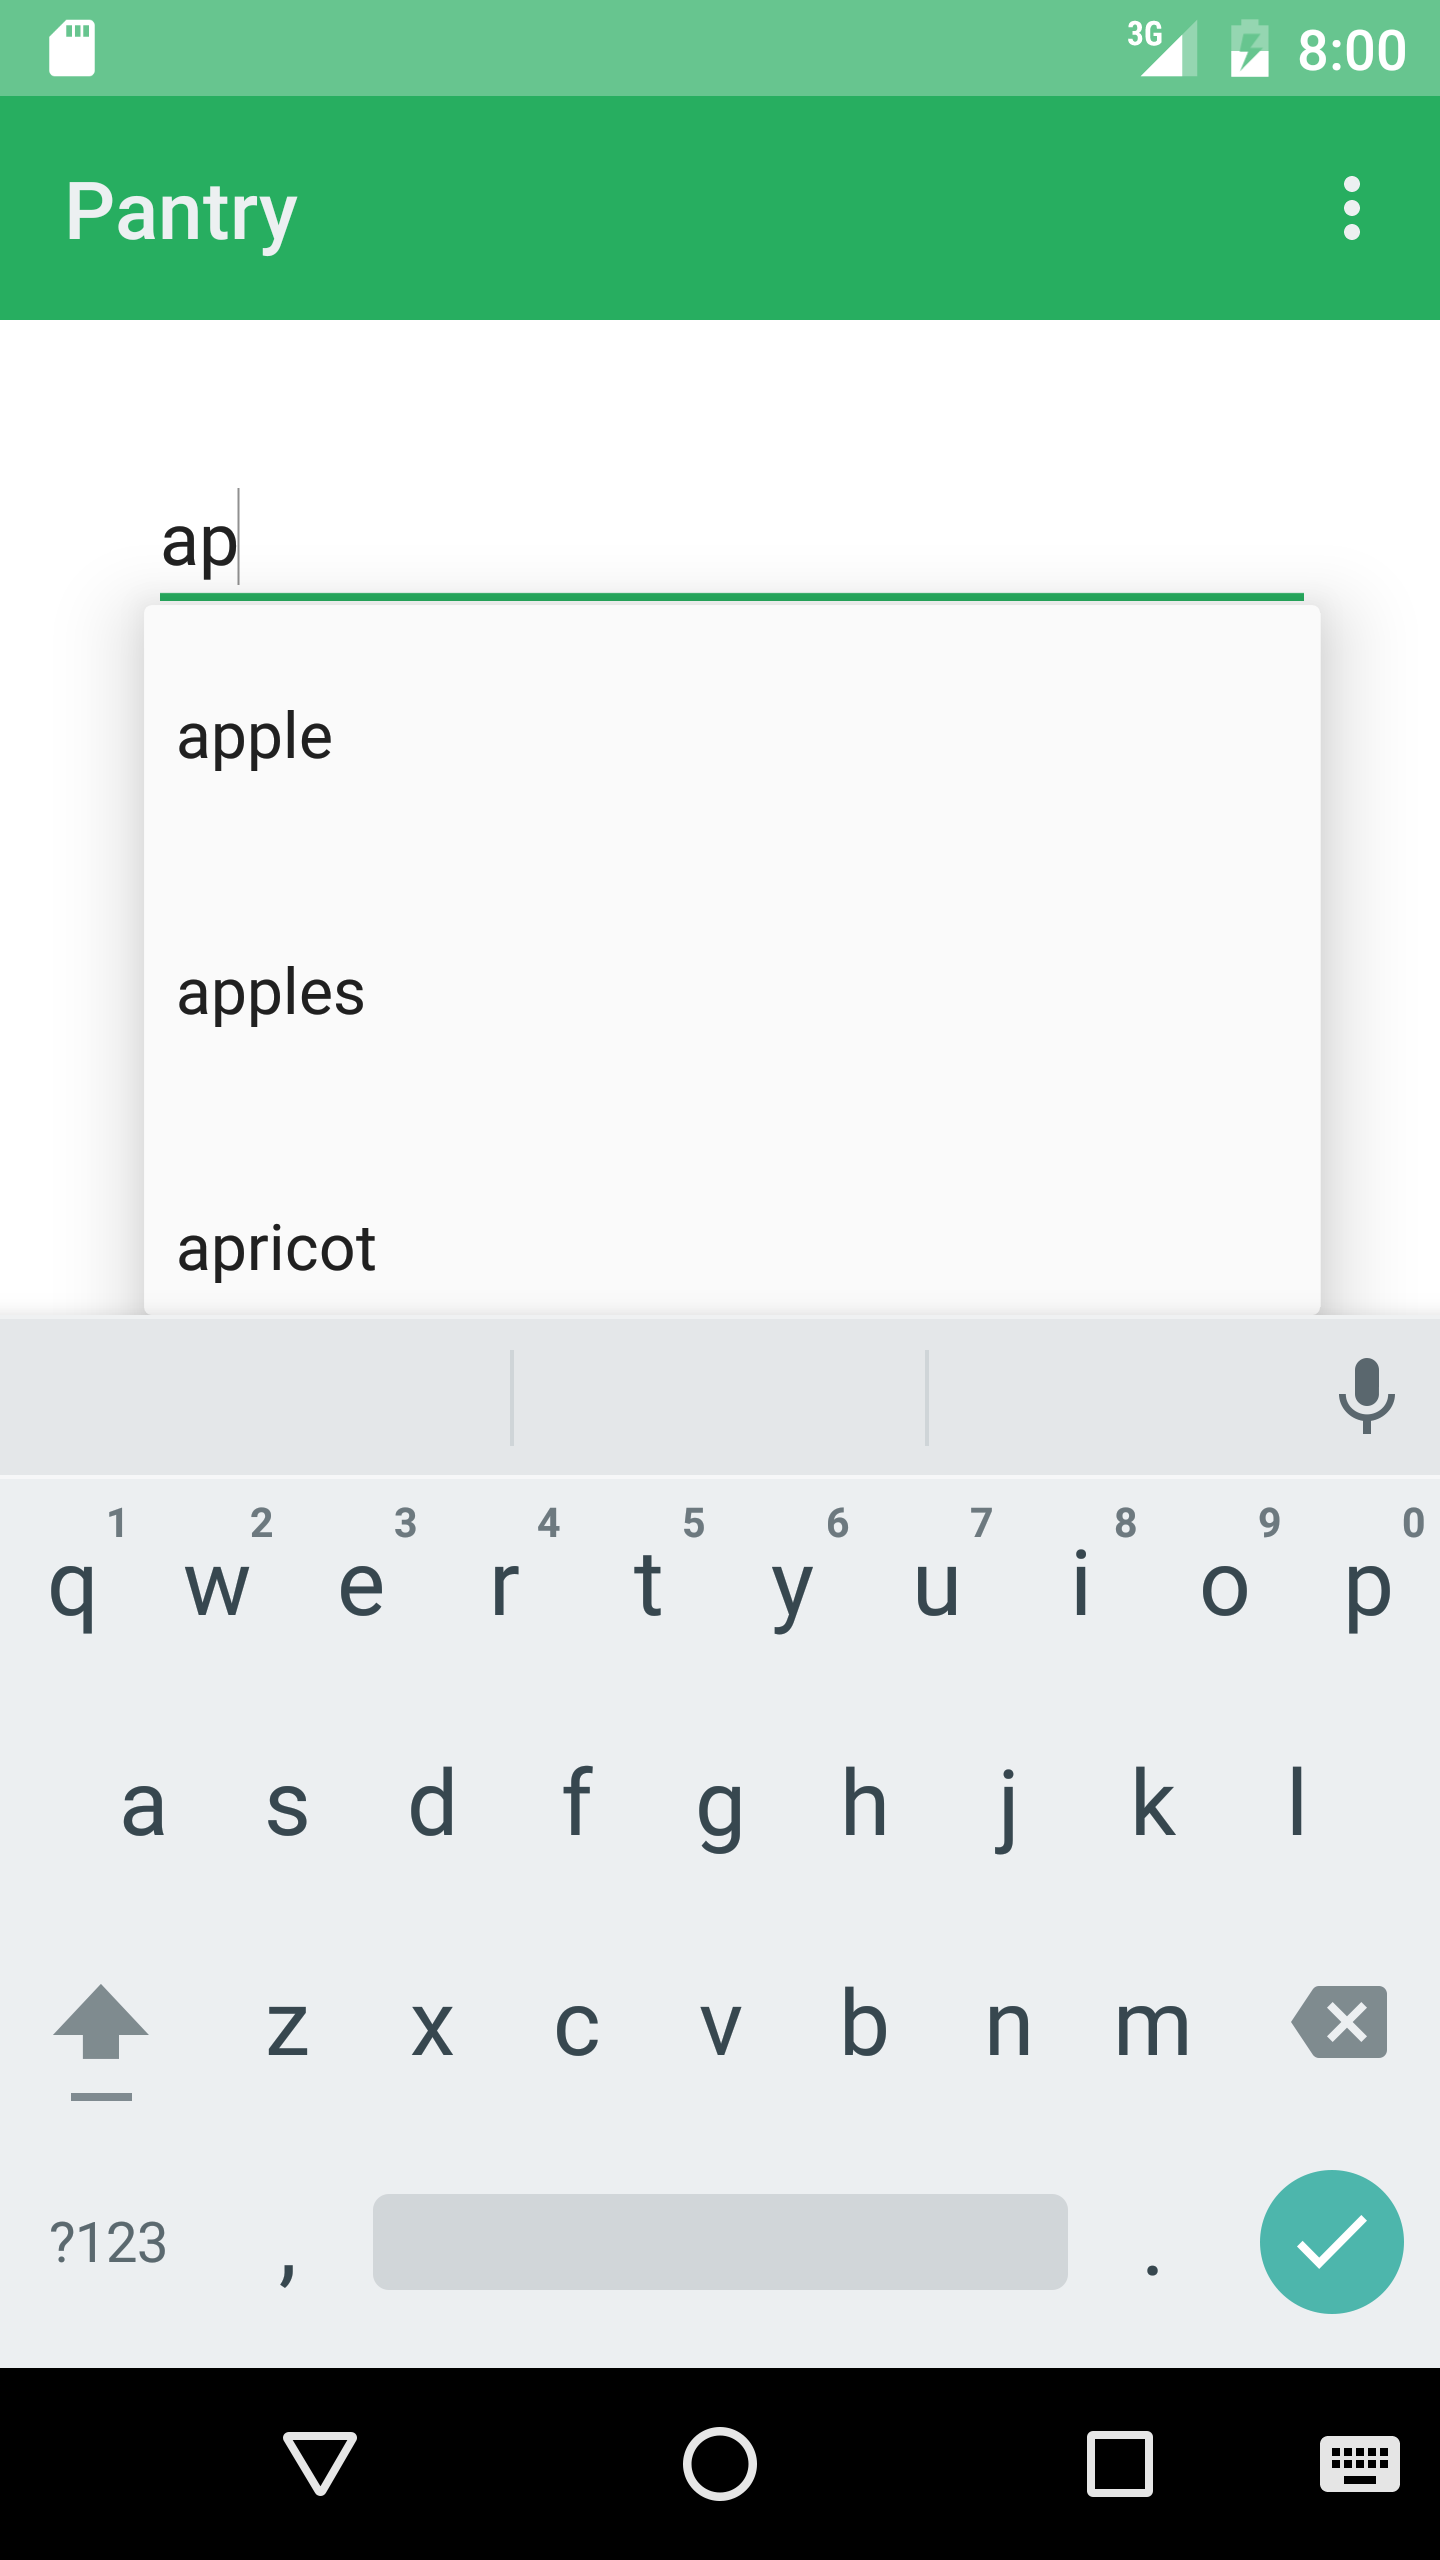 3G 8:00
Pantry
ap
apple
apples
apricot
1 2 3 4 5 6 7 8 9 0
q w e r t y u i o p
a s d f g h j k l
z x c v b n m
?123 , .